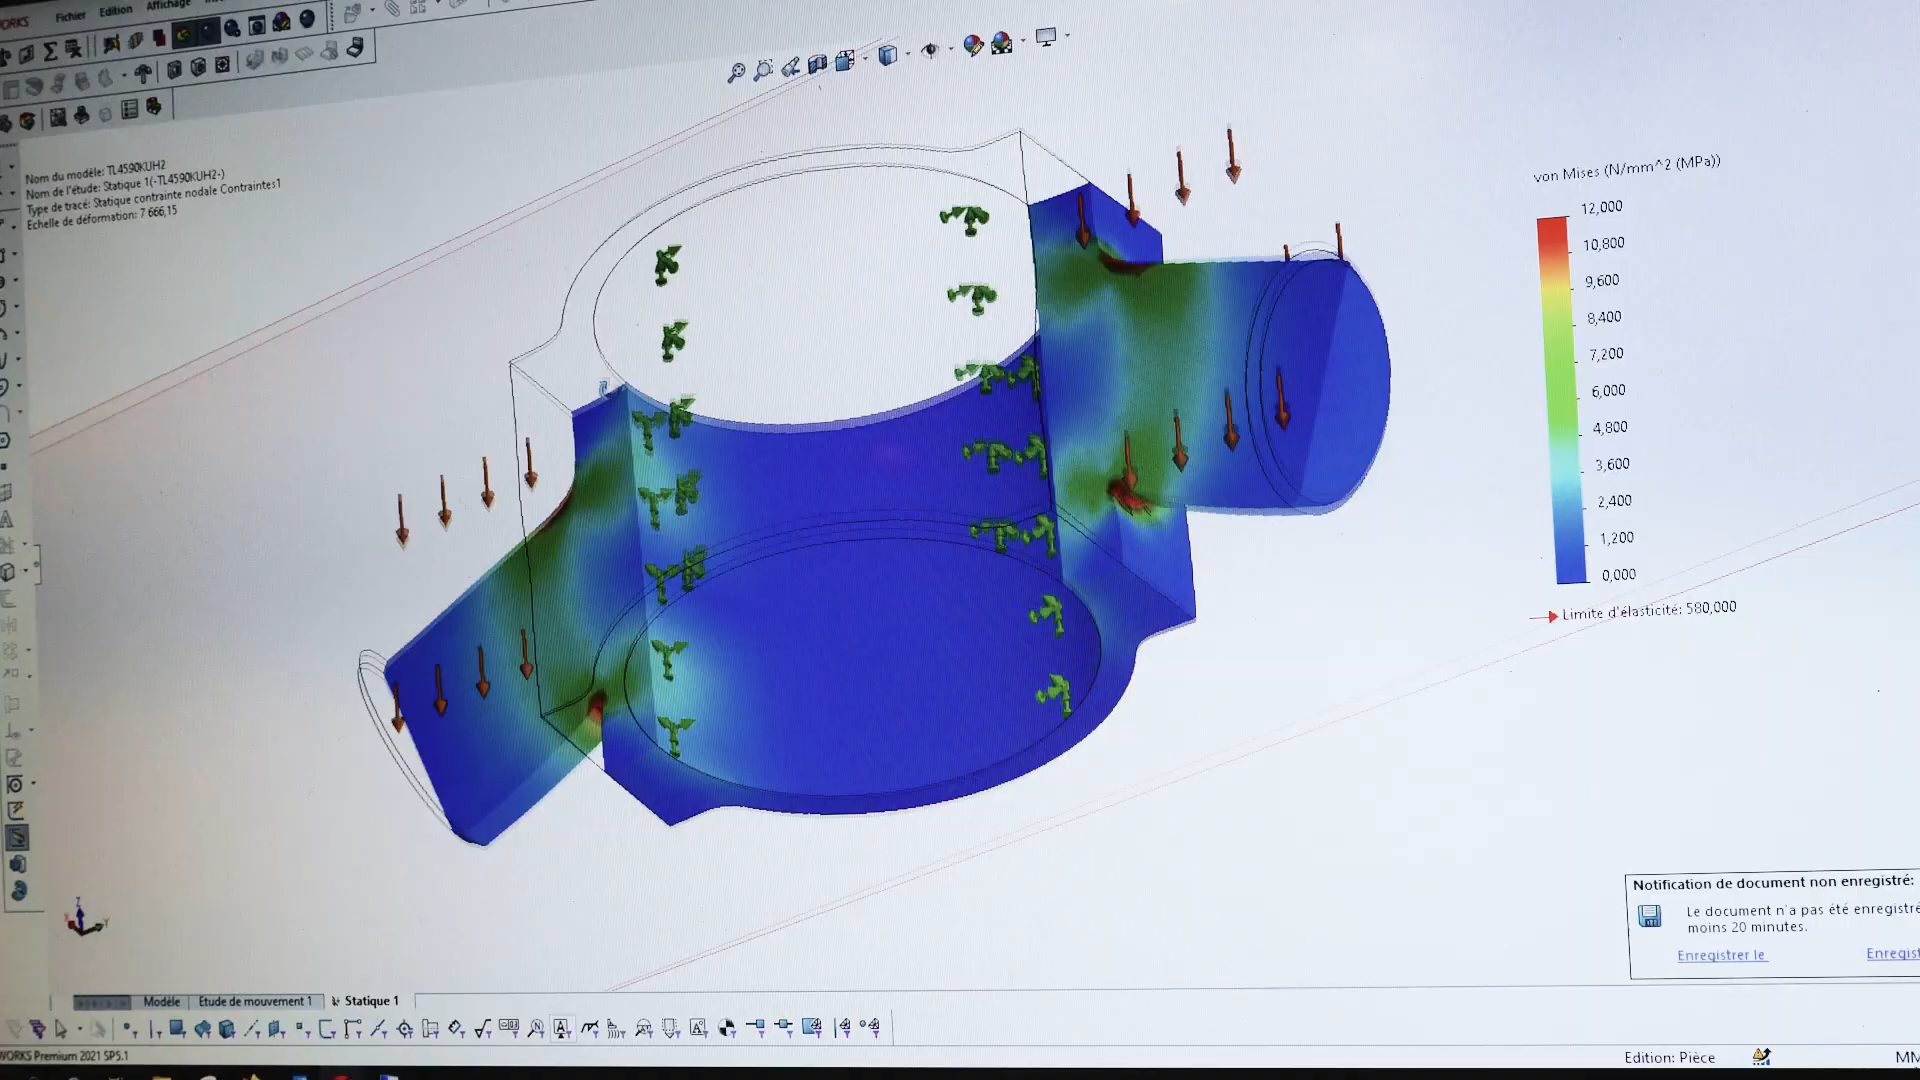 ORKS
Fichier Edition Affichage
Nom du modèle: TL4590KUH2
Nom de l'étude: Statique 1(-TL4590KUH2-)
Type de tracé: Statique contrainte nodale Contraintes1
Echelle de déformation: 7 666,15
von Mises (N/mm^2 (MPa))
12,000
10,800
9,600
8,400
7,200
6,000
4,800
3,600
2,400
1,200
0,000
Limite d'élasticité: 580,000
Notification de document non enregistré:
Le document n'a pas été enregistré
moins 20 minutes.
Enregistrer le
Enregist
Z
Y
Modèle
Etude de mouvement 1
Statique 1
WORKS Premium 2021 SP5.1
Edition: Pièce
MM